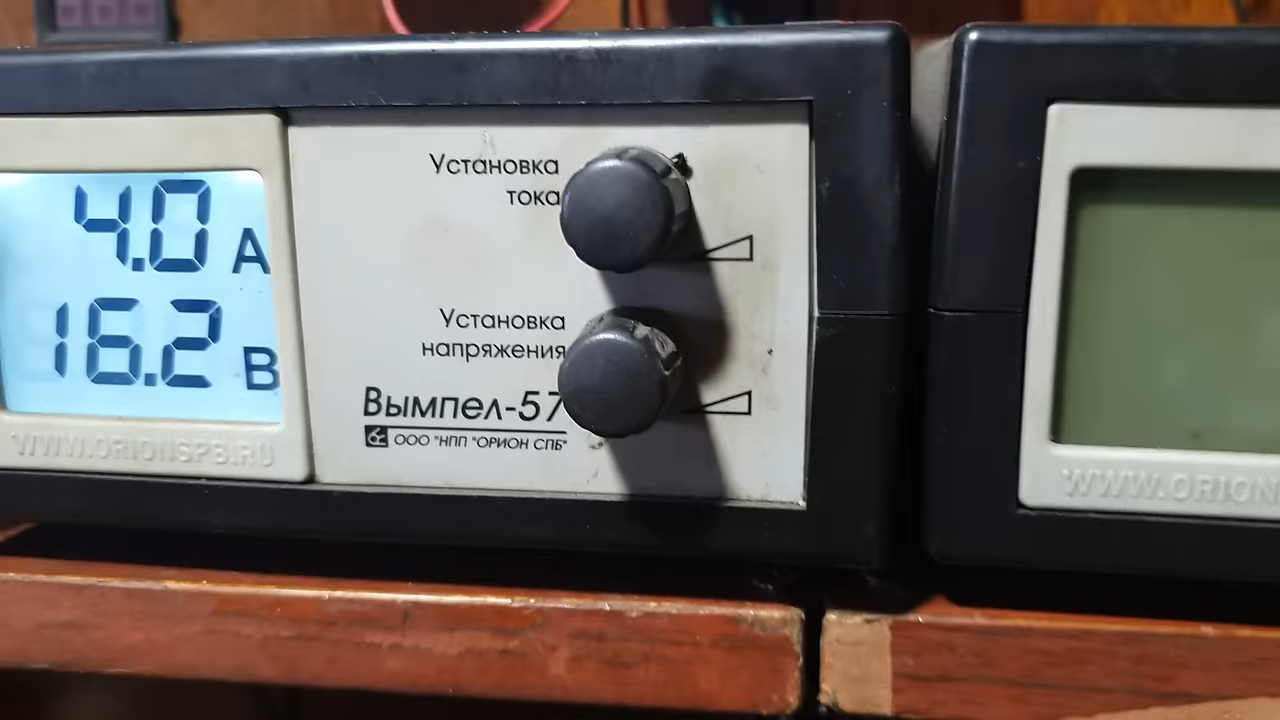 4.0 А
16.2 В
WWW.ORIONSPB.RU
Установка
тока
Установка
напряжения
Вымпел-57
ООО "НПП "ОРИОН СПБ"
WWW.ORION